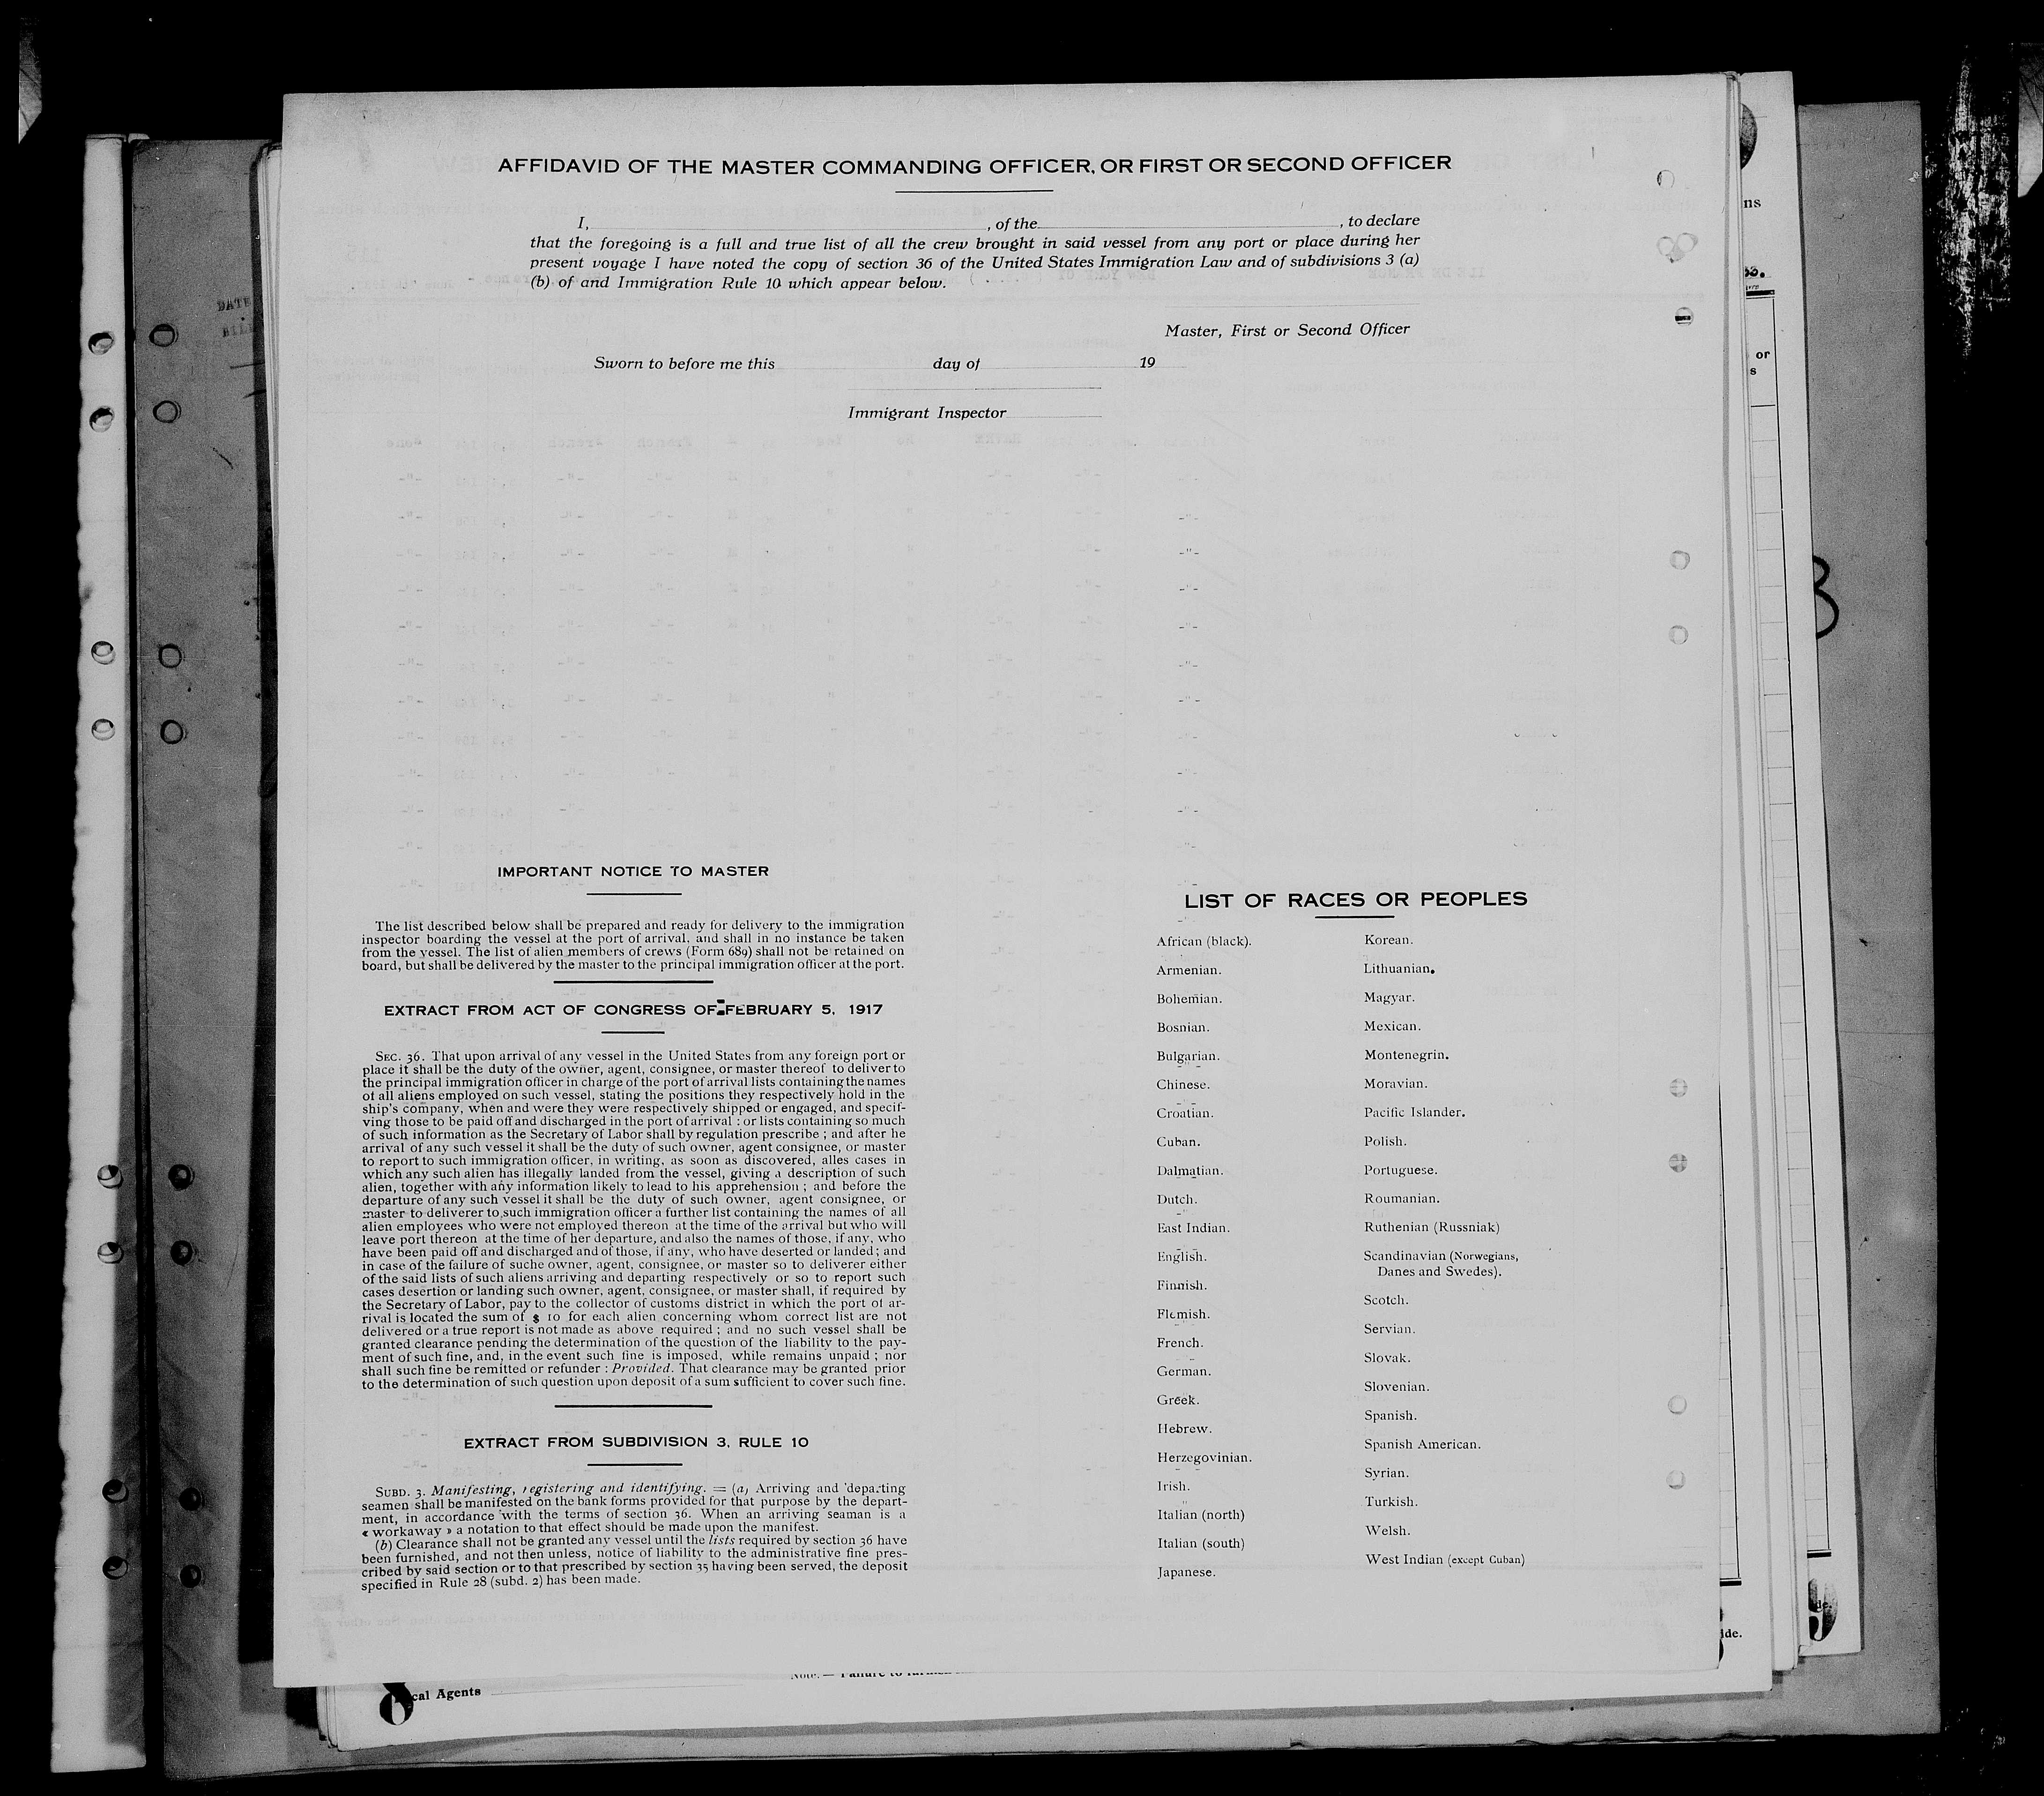 AFFIDAVID OF THE MASTER COMMANDING OFFICER, OR FIRST OR SECOND OFFICER
I, , of the , to declare
that the foregoing is a full and true list of all the crew brought in said vessel from any port or place during her
present voyage I have noted the copy of section 36 of the United States Immigration Law and of subdivisions 3 (a)
(b) of and Immigration Rule 10 which appear below.
Master, First or Second Officer
Sworn to before me this day of 19
Immigrant Inspector
IMPORTANT NOTICE TO MASTER
The list described below shall be prepared and ready for delivery to the immigration
inspector boarding the vessel at the port of arrival, and shall in no instance be taken
from the vessel. The list of alien members of crews (Form 689) shall not be retained on
board, but shall be delivered by the master to the principal immigration officer at the port.
EXTRACT FROM ACT OF CONGRESS OF FEBRUARY 5, 1917
SEC. 36. That upon arrival of any vessel in the United States from any foreign port or
place it shall be the duty of the owner, agent, consignee, or master thereof to deliver to
the principal immigration officer in charge of the port of arrival lists containing the names
of all aliens employed on such vessel, stating the positions they respectively hold in the
ship's company, when and were they were respectively shipped or engaged, and specif-
ving those to be paid off and discharged in the port of arrival : or lists containing so much
of such information as the Secretary of Labor shall by regulation prescribe ; and after he
arrival of any such vessel it shall be the duty of such owner, agent consignee, or master
to report to such immigration officer, in writing, as soon as discovered, alles cases in
which any such alien has illegally landed from the vessel, giving a description of such
alien, together with any information likely to lead to his apprehension ; and before the
departure of any such vessel it shall be the duty of such owner, agent consignee, or
master to deliverer to such immigration officer a further list containing the names of all
alien employees who were not employed thereon at the time of the arrival but who will
leave port thereon at the time of her departure, and also the names of those, if any, who
have been paid off and discharged and of those, if any, who have deserted or landed ; and
in case of the failure of suche owner, agent, consignee, or master so to deliverer either
of the said lists of such aliens arriving and departing respectively or so to report such
cases desertion or landing such owner, agent, consignee, or master shall, if required by
the Secretary of Labor, pay to the collector of customs district in which the port of ar-
rival is located the sum of $ 10 for each alien concerning whom correct list are not
delivered or a true report is not made as above required ; and no such vessel shall be
granted clearance pending the determination of the question of the liability to the pay-
ment of such fine, and, in the event such fine is imposed, while remains unpaid ; nor
shall such fine be remitted or refunder : Provided. That clearance may be granted prior
to the determination of such question upon deposit of a sum sufficient to cover such fine.
EXTRACT FROM SUBDIVISION 3, RULE 10
SUBD. 3. Manifesting, registering and identifying. = (a) Arriving and departing
seamen shall be manifested on the bank forms provided for that purpose by the depart-
ment, in accordance with the terms of section 36. When an arriving seaman is a
« workaway » a notation to that effect should be made upon the manifest.
(b) Clearance shall not be granted any vessel until the lists required by section 36 have
been furnished, and not then unless, notice of liability to the administrative fine pres-
cribed by said section or to that prescribed by section 35 having been served, the deposit
specified in Rule 28 (subd. 2) has been made.
LIST OF RACES OR PEOPLES
African (black).
Armenian.
Bohemian.
Bosnian.
Bulgarian.
Chinese.
Croatian.
Cuban.
Dalmatian.
Dutch.
East Indian.
English.
Finnish.
Flemish.
French.
German.
Greek.
Hebrew.
Herzegovinian.
Irish.
Italian (north)
Italian (south)
Japanese.
Korean.
Lithuanian.
Magyar.
Mexican.
Montenegrin.
Moravian.
Pacific Islander.
Polish.
Portuguese.
Roumanian.
Ruthenian (Russniak)
Scandinavian (Norwegians,
Danes and Swedes).
Scotch.
Servian.
Slovak.
Slovenian.
Spanish.
Spanish American.
Syrian.
Turkish.
Welsh.
West Indian (except Cuban)
cal Agents